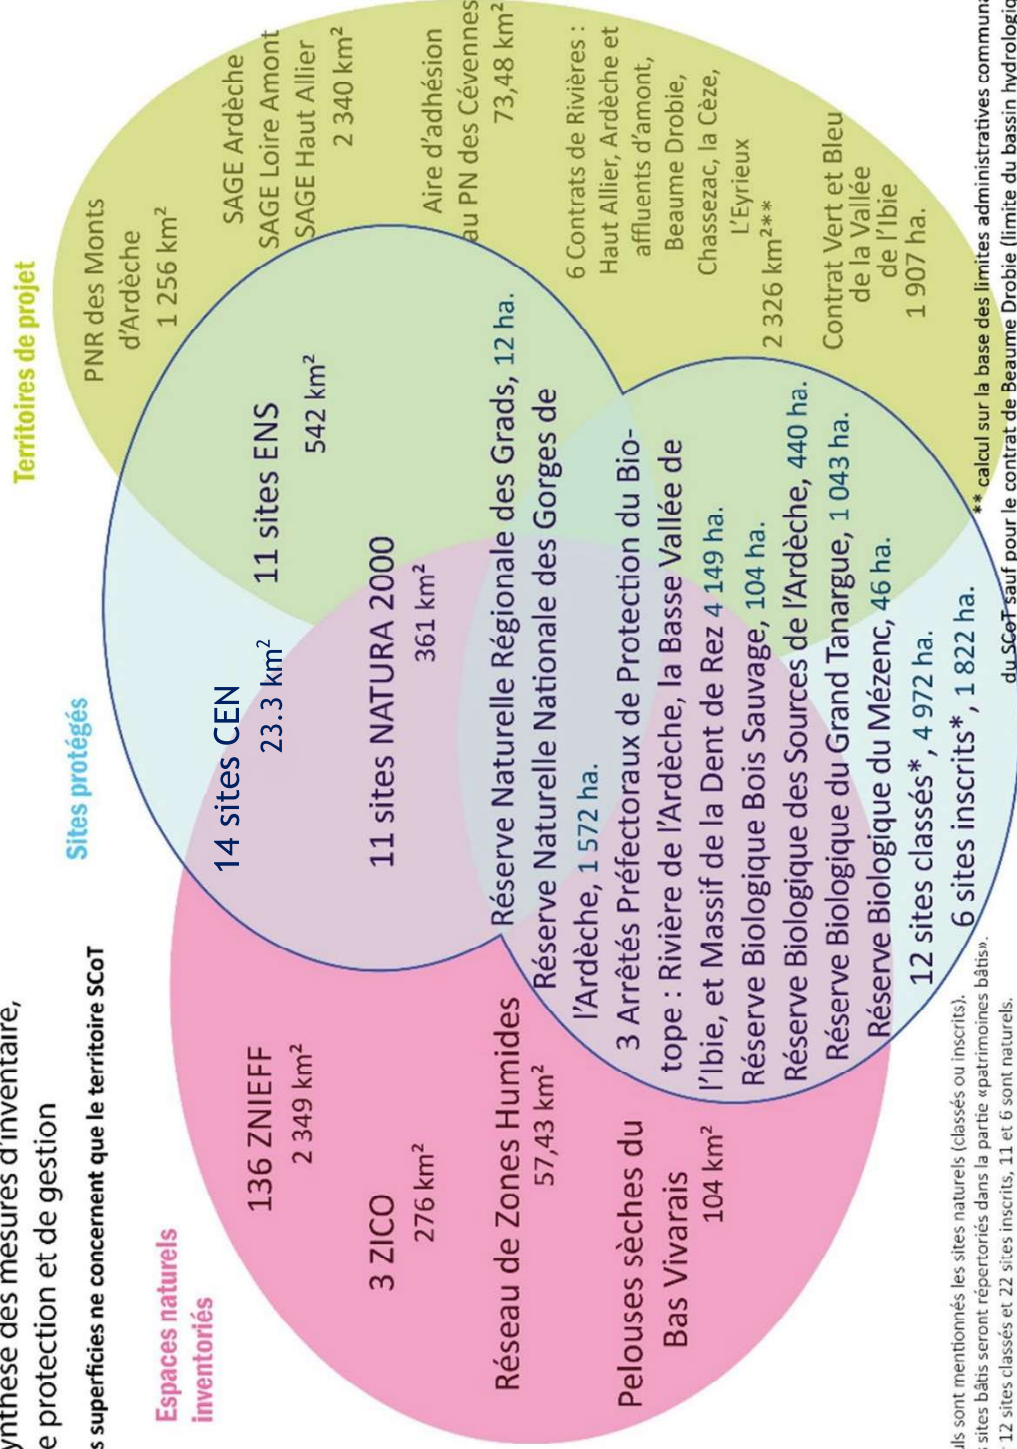 ynthèse des mesures d'inventaire,
e protection et de gestion
s superficies ne concernent que le territoire SCoT
Espaces naturels
inventoriés
136 ZNIEFF
2 349 km²
3 ZICO
276 km²
Réseau de Zones Humides
57,43 km²
Pelouses sèches du
Bas Vivarais
104 km²
Sites protégés
14 sites CEN
23.3 km²
11 sites ENS
542 km²
11 sites NATURA 2000
361 km²
Réserve Naturelle Régionale des Grads, 12 ha.
Réserve Naturelle Nationale des Gorges de
l'Ardèche, 1 572 ha.
3 Arrêtés Préfectoraux de Protection du Bio-
tope : Rivière de l'Ardèche, la Basse Vallée de
l'Ibie, et Massif de la Dent de Rez 4 149 ha.
Réserve Biologique Bois Sauvage, 104 ha.
Réserve Biologique des Sources de l'Ardèche, 440 ha.
Réserve Biologique du Grand Tanargue, 1 043 ha.
Réserve Biologique du Mézenc, 46 ha.
12 sites classés*, 4 972 ha.
6 sites inscrits*, 1 822 ha.
Territoires de projet
PNR des Monts
d'Ardèche
1 256 km²
SAGE Ardèche
SAGE Loire Amont
SAGE Haut Allier
2 340 km²
Aire d'adhésion
au PN des Cévennes
73,48 km²
6 Contrats de Rivières :
Haut Allier, Ardèche et
affluents d'amont,
Beaume Drobie,
Chassezac, la Cèze,
L'Eyrieux
2 326 km²**
Contrat Vert et Bleu
de la Vallée
de l'Ibie
1 907 ha.
uls sont mentionnés les sites naturels (classés ou inscrits).
s sites bâtis seront répertoriés dans la partie «patrimoines bâtis».
12 sites classés et 22 sites inscrits, 11 et 6 sont naturels.
** calcul sur la base des limites administratives communa
du SCoT sauf pour le contrat de Beaume Drobie (limite du bassin hydrologiq